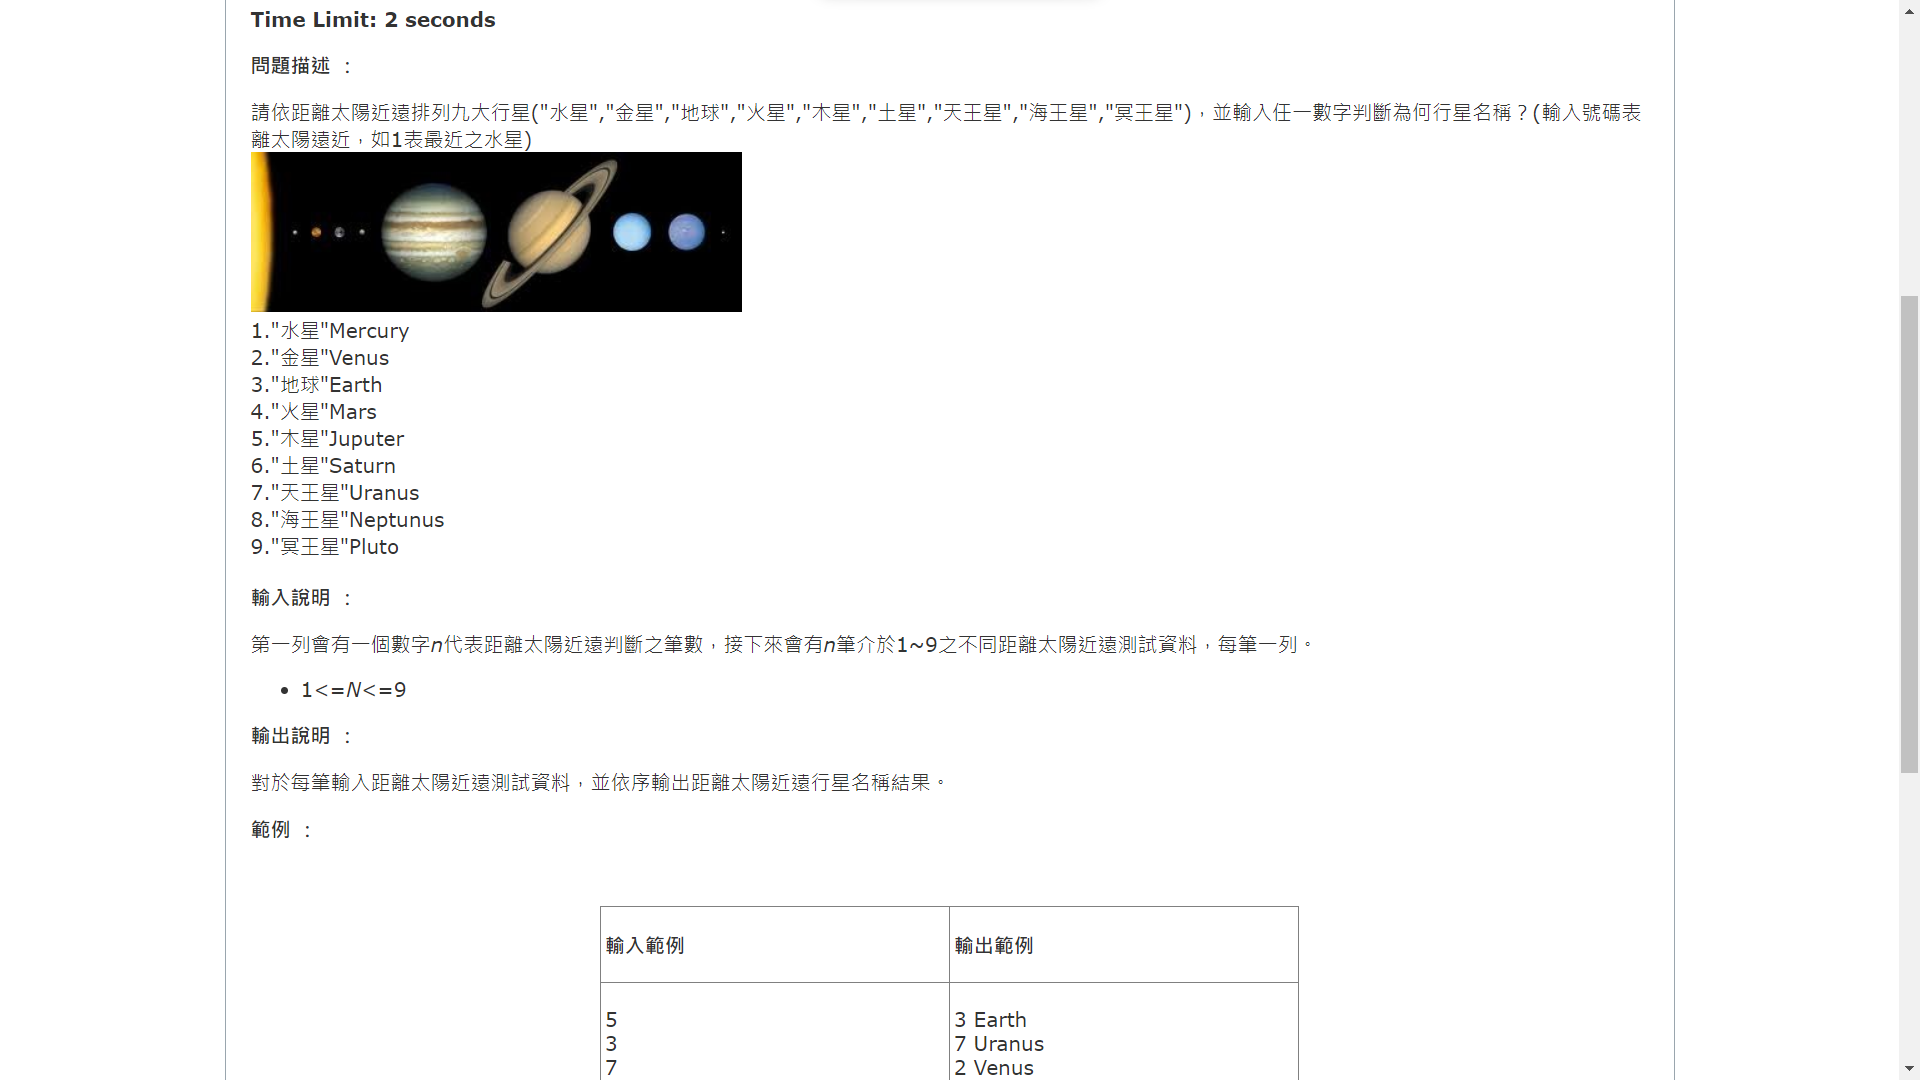 Time Limit: 2 seconds
問題描述 ：
請依距離太陽近遠排列九大行星("水星","金星","地球","火星","木星","土星","天王星","海王星","冥王星")，並輸入任一數字判斷為何行星名稱？(輸入號碼表
離太陽遠近，如1表最近之水星)
1."水星"Mercury
2."金星"Venus
3."地球"Earth
4."火星"Mars
5."木星"Juputer
6."土星"Saturn
7."天王星"Uranus
8."海王星"Neptunus
9."冥王星"Pluto
輸入說明 ：
第一列會有一個數字n代表距離太陽近遠判斷之筆數，接下來會有n筆介於1~9之不同距離太陽近遠測試資料，每筆一列。
• 1<=N<=9
輸出說明 ：
對於每筆輸入距離太陽近遠測試資料，並依序輸出距離太陽近遠行星名稱結果。
範例 ：
輸入範例 輸出範例
5 3 Earth
3 7 Uranus
7 2 Venus